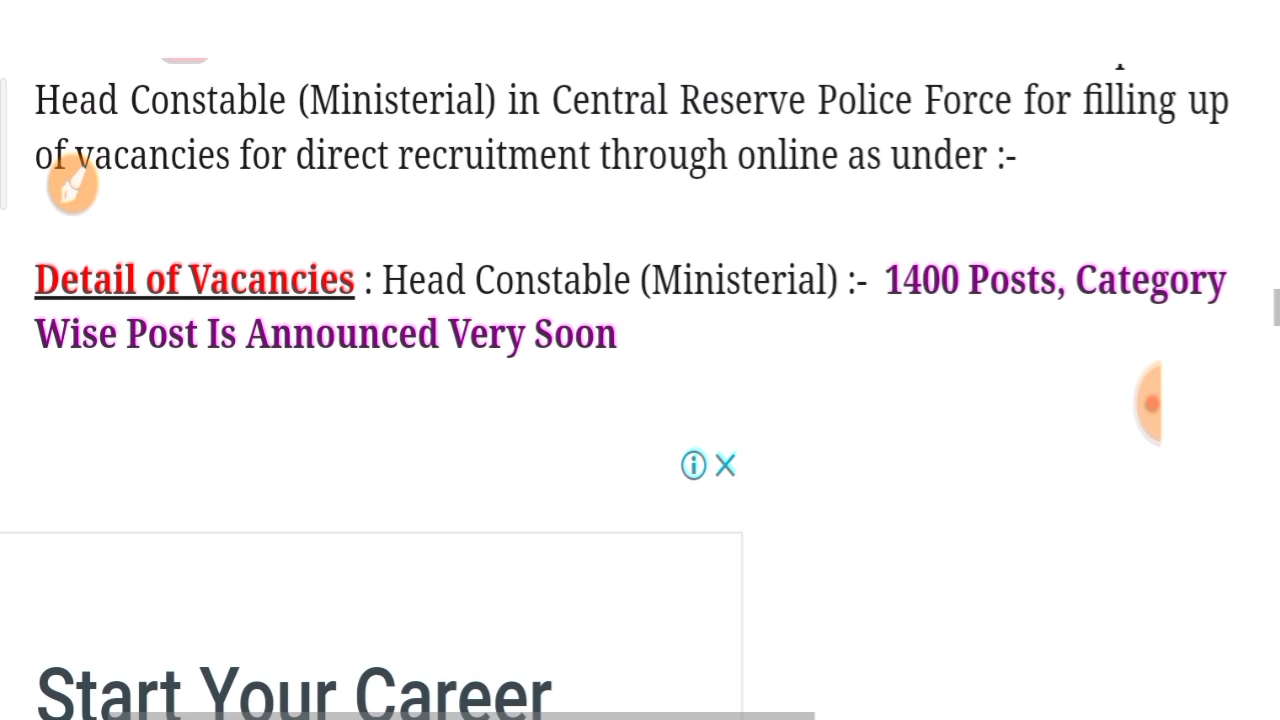 Head Constable (Ministerial) in Central Reserve Police Force for filling up
of vacancies for direct recruitment through online as under :-
Detail of Vacancies : Head Constable (Ministerial) :- 1400 Posts, Category
Wise Post Is Announced Very Soon
Start Your Career